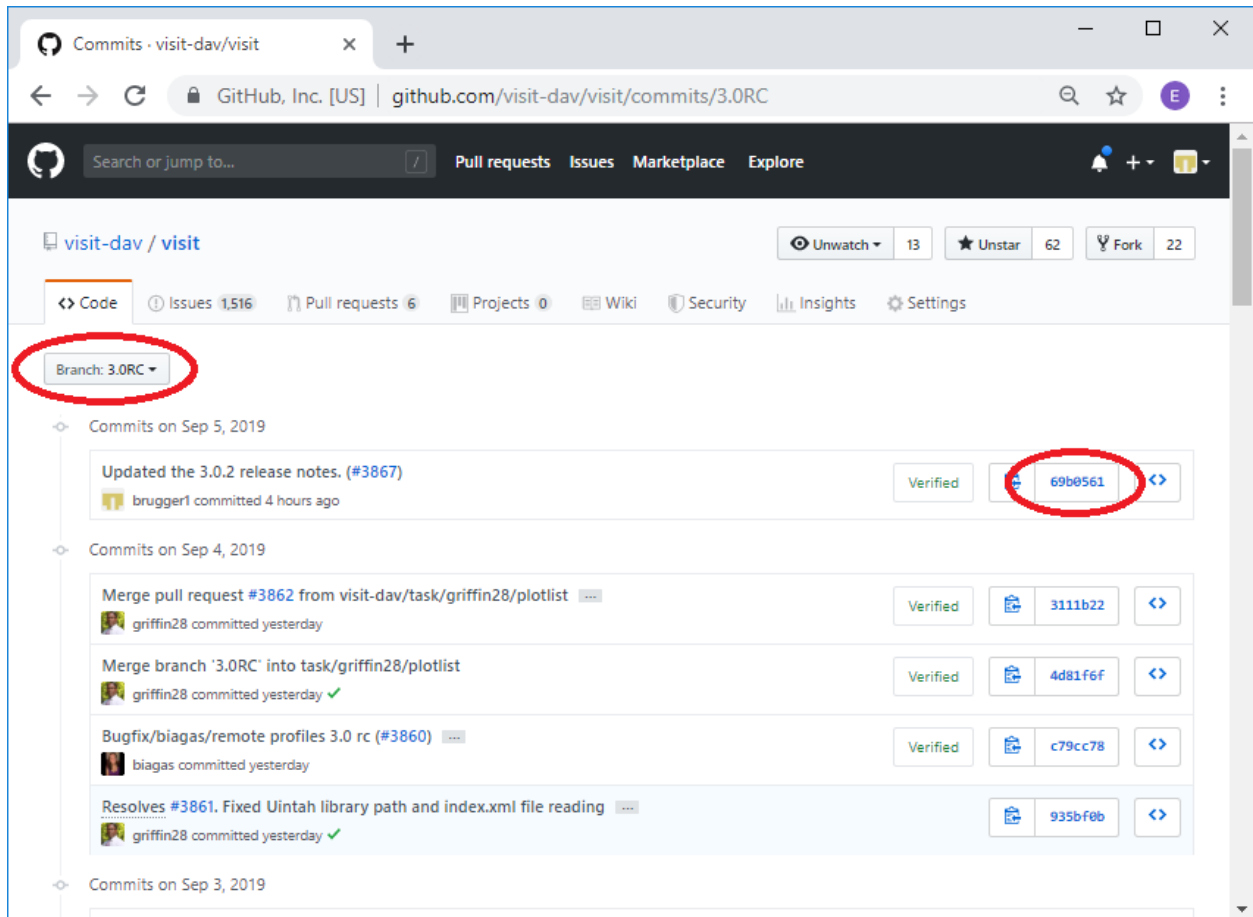 Commits · visit-dav/visit
GitHub, Inc. [US] | github.com/visit-dav/visit/commits/3.0RC
E
Search or jump to... / Pull requests Issues Marketplace Explore
visit-dav / visit
Unwatch 13 Unstar 62 Fork 22
Code Issues 1,516 Pull requests 6 Projects 0 Wiki Security Insights Settings
Branch: 3.0RC
Commits on Sep 5, 2019
Updated the 3.0.2 release notes. (#3867)
brugger1 committed 4 hours ago
Verified 69b0561
Commits on Sep 4, 2019
Merge pull request #3862 from visit-dav/task/griffin28/plotlist ...
griffin28 committed yesterday
Verified 3111b22
Merge branch '3.0RC' into task/griffin28/plotlist
griffin28 committed yesterday
Verified 4d81f6f
Bugfix/biagas/remote profiles 3.0 rc (#3860) ...
biagas committed yesterday
Verified c79cc78
Resolves #3861. Fixed Uintah library path and index.xml file reading ...
griffin28 committed yesterday
935bf0b
Commits on Sep 3, 2019